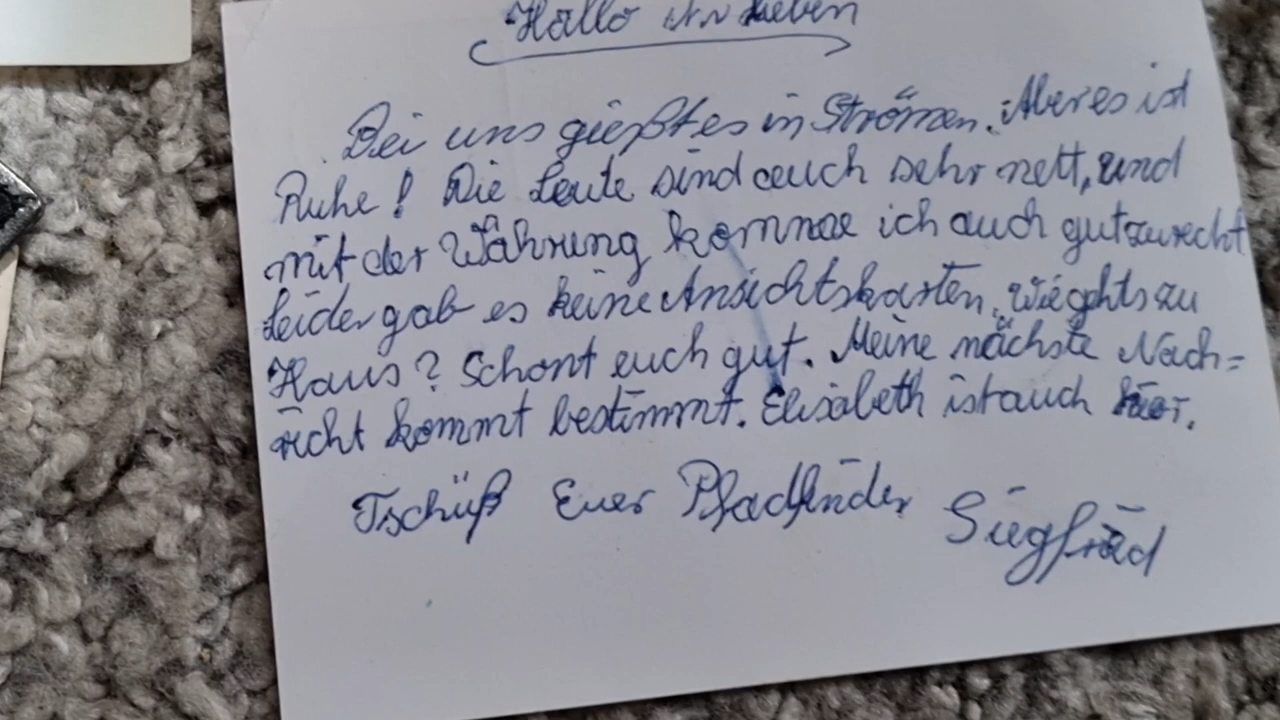 Hallo ihr lieben
Bei uns gießt es in Strömen. Aber es ist
Ruhe! Die Leute sind auch sehr nett, und
mit der Währung komme ich auch gut zurecht
Leider gab es keine Ansichtskarten. Wie gehts zu
Haus? Schont euch gut. Meine nächste Nach=
richt kommt bestimmt. Elisabeth ist auch hier.
Tschüß Euer Pfadfinder Siegfried